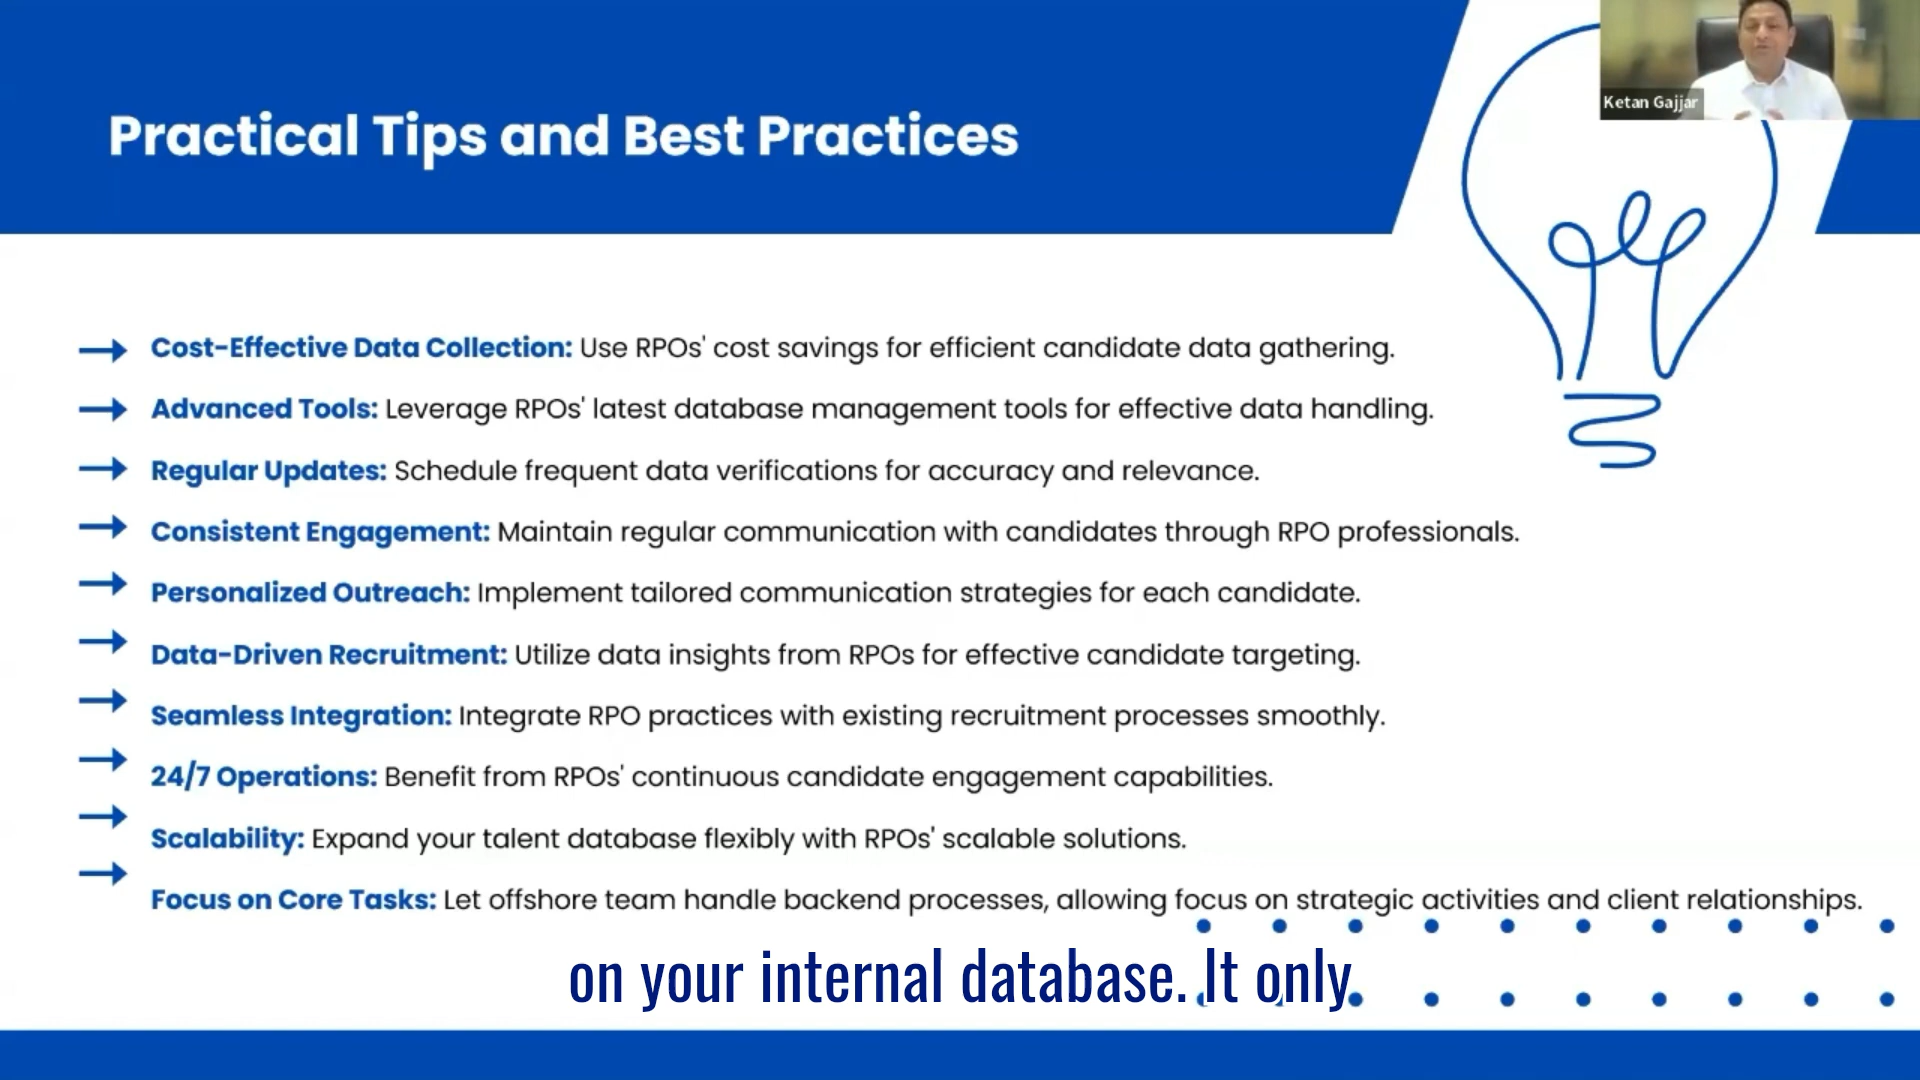 Ketan Gajjar
Practical Tips and Best Practices
Cost-Effective Data Collection: Use RPOs' cost savings for efficient candidate data gathering.
Advanced Tools: Leverage RPOs' latest database management tools for effective data handling.
Regular Updates: Schedule frequent data verifications for accuracy and relevance.
Consistent Engagement: Maintain regular communication with candidates through RPO professionals.
Personalized Outreach: Implement tailored communication strategies for each candidate.
Data-Driven Recruitment: Utilize data insights from RPOs for effective candidate targeting.
Seamless Integration: Integrate RPO practices with existing recruitment processes smoothly.
24/7 Operations: Benefit from RPOs' continuous candidate engagement capabilities.
Scalability: Expand your talent database flexibly with RPOs' scalable solutions.
Focus on Core Tasks: Let offshore team handle backend processes, allowing focus on strategic activities and client relationships.
on your internal database. It only